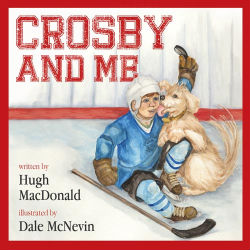 CROSBY
AND ME
written by
Hugh
MacDonald
illustrated by
Dale McNevin